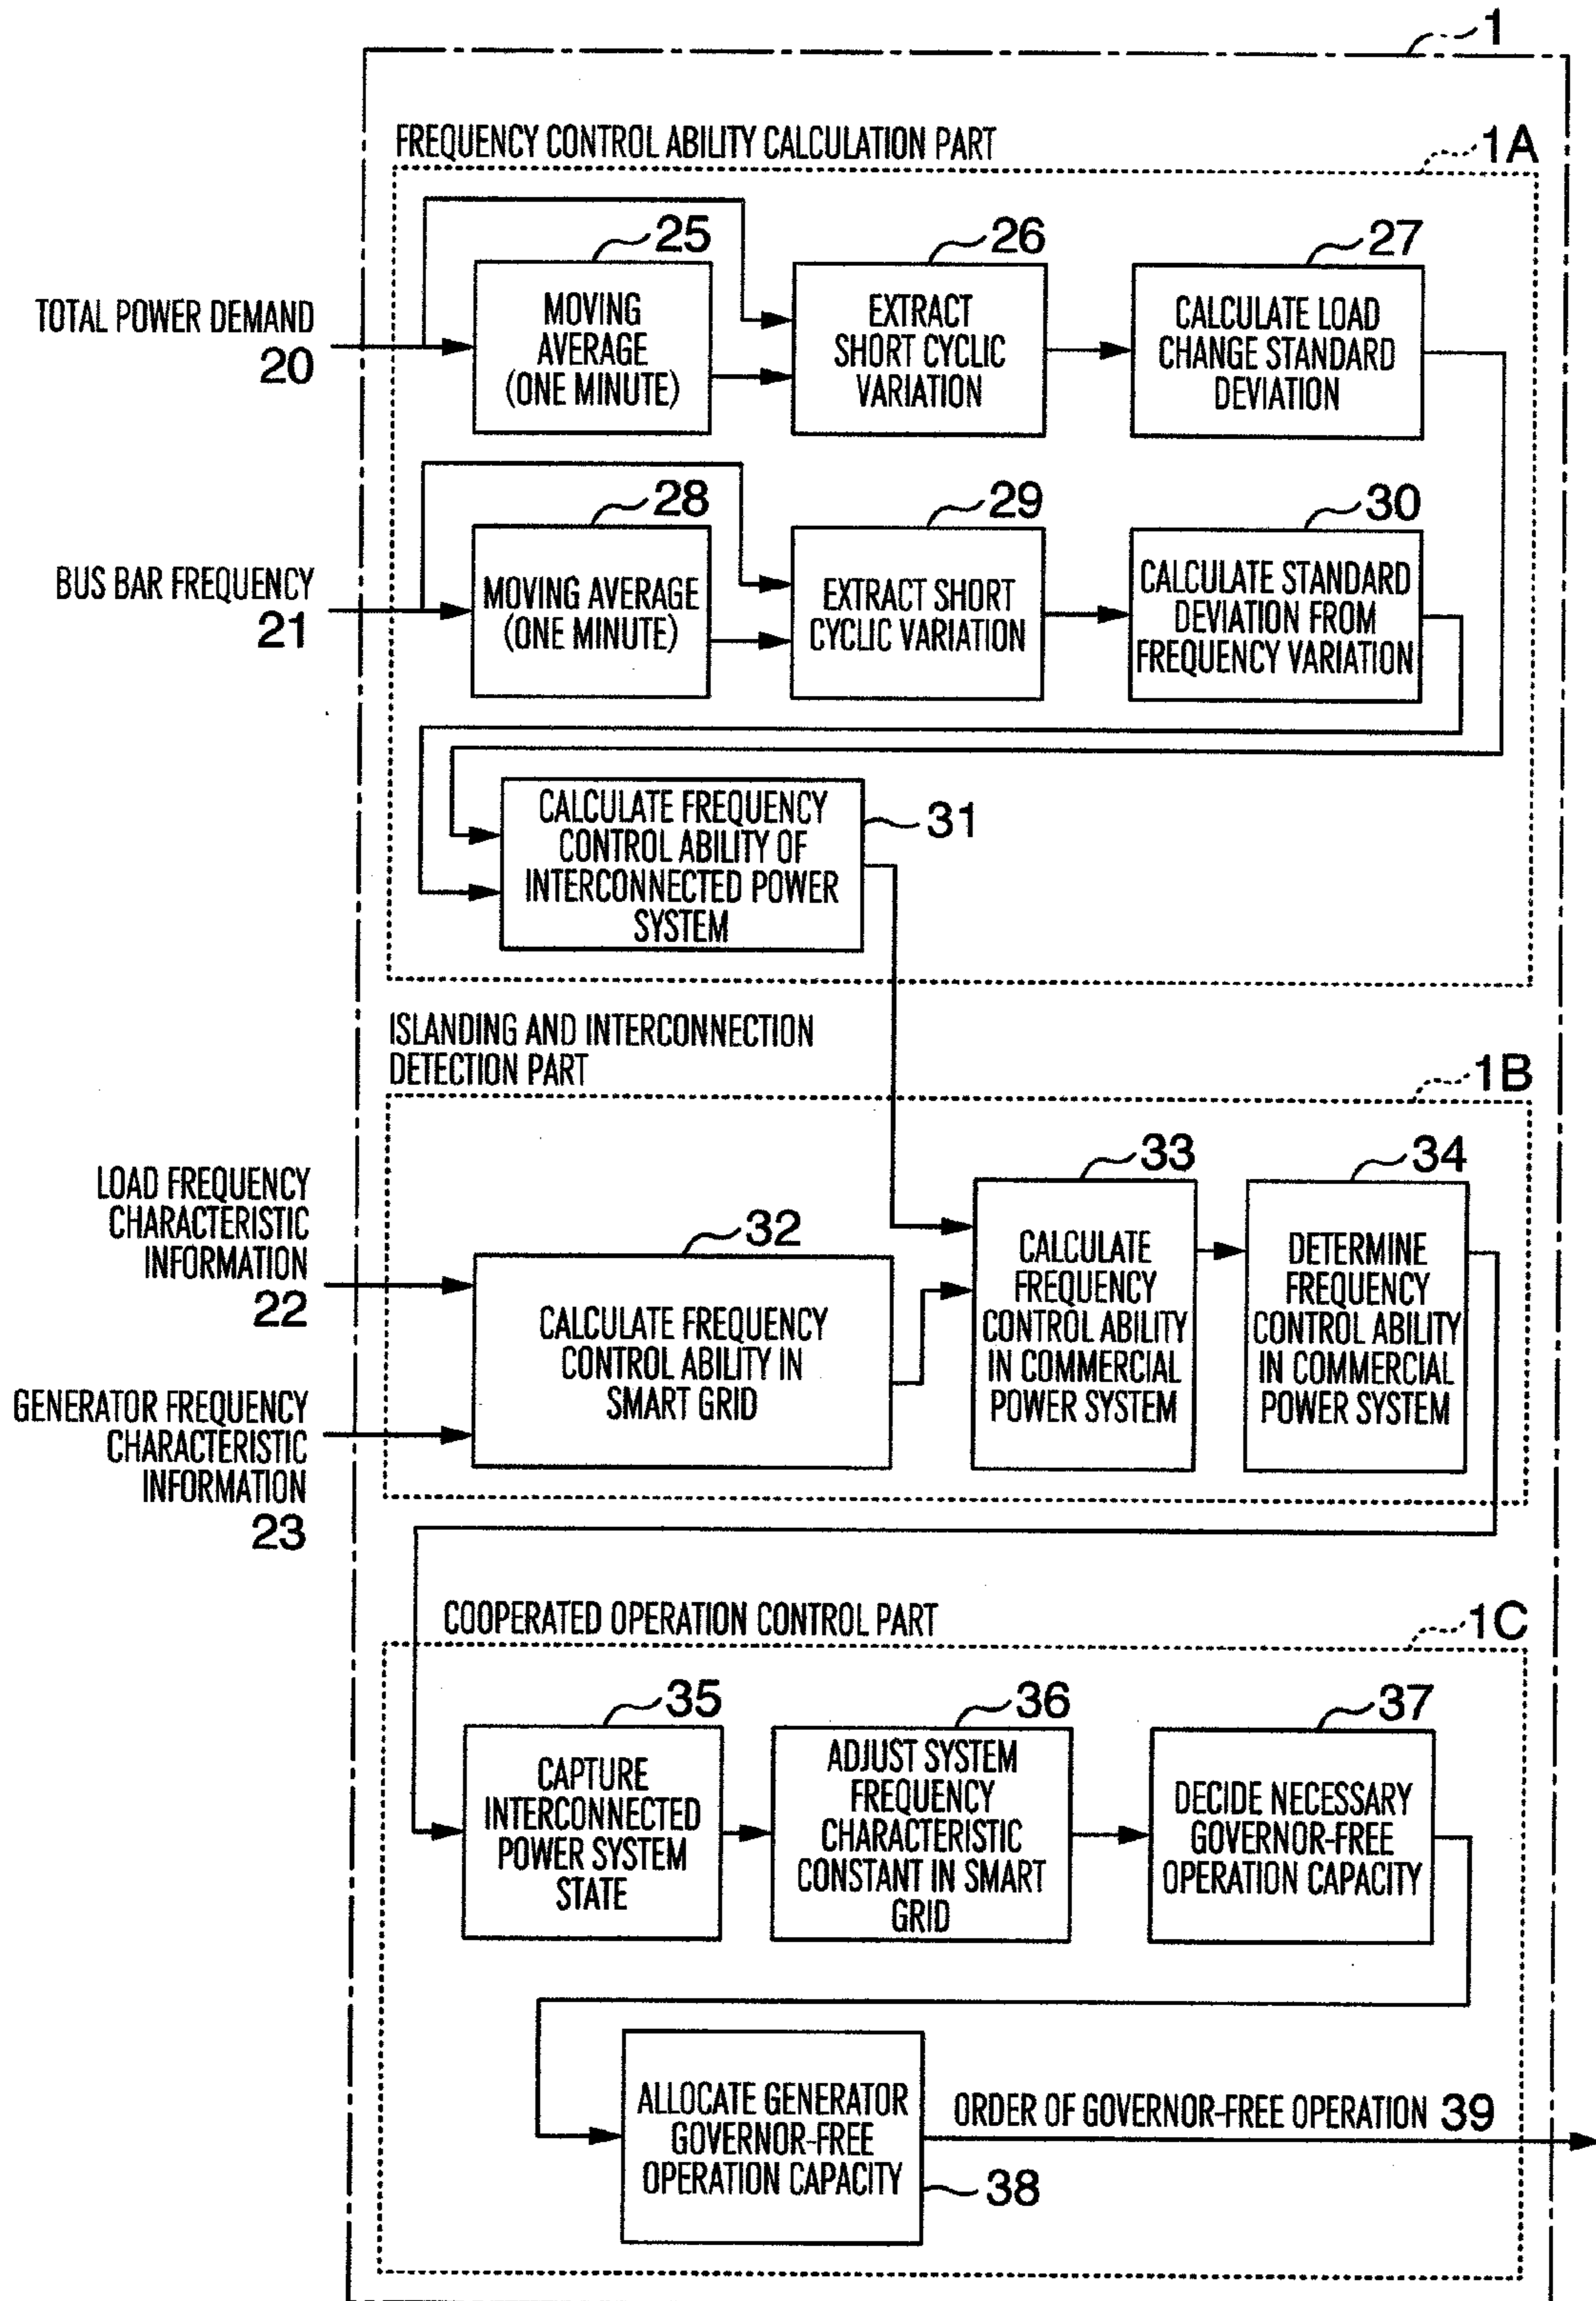 1
FREQUENCY CONTROL ABILITY CALCULATION PART
1A
25
26
27
TOTAL POWER DEMAND
20
MOVING
AVERAGE
(ONE MINUTE)
EXTRACT
SHORT CYCLIC
VARIATION
CALCULATE LOAD
CHANGE STANDARD
DEVIATION
28
29
30
BUS BAR FREQUENCY
21
MOVING AVERAGE
(ONE MINUTE)
EXTRACT SHORT
CYCLIC VARIATION
CALCULATE STANDARD
DEVIATION FROM
FREQUENCY VARIATION
CALCULATE FREQUENCY
CONTROL ABILITY OF
INTERCONNECTED POWER
SYSTEM
31
ISLANDING AND INTERCONNECTION
DETECTION PART
1B
LOAD FREQUENCY
CHARACTERISTIC
INFORMATION
22
GENERATOR FREQUENCY
CHARACTERISTIC
INFORMATION
23
32
CALCULATE FREQUENCY
CONTROL ABILITY IN
SMART GRID
33
CALCULATE
FREQUENCY
CONTROL ABILITY
IN COMMERCIAL
POWER SYSTEM
34
DETERMINE
FREQUENCY
CONTROL ABILITY
IN COMMERCIAL
POWER SYSTEM
COOPERATED OPERATION CONTROL PART
1C
35
CAPTURE
INTERCONNECTED
POWER SYSTEM
STATE
36
ADJUST SYSTEM
FREQUENCY
CHARACTERISTIC
CONSTANT IN SMART
GRID
37
DECIDE NECESSARY
GOVERNOR-FREE
OPERATION CAPACITY
ALLOCATE GENERATOR
GOVERNOR-FREE
OPERATION CAPACITY
38
ORDER OF GOVERNOR-FREE OPERATION 39